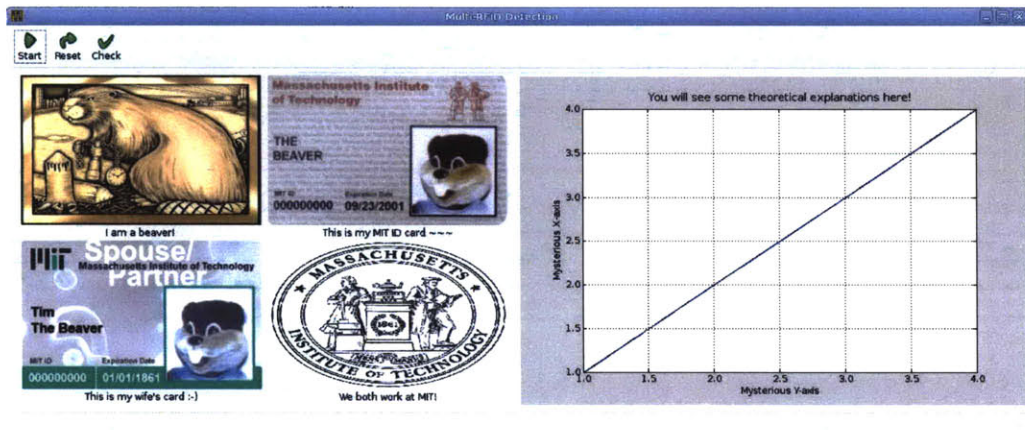 Multi-RFID Detection
Start Reset Check
I am a beaver!
Massachusetts Institute
of Technology
THE
BEAVER
MIT ID Expiration Date
000000000 09/23/2001
This is my MIT ID card ~~~
MIT Spouse/
Massachusetts Institute of Technology
Partner
Tim
The Beaver
MIT ID Expiration Date
000000000 01/01/1861
This is my wife's card :-)
MASSACHUSETTS
INSTITUTE OF TECHNOLOGY
1861
We both work at MIT!
You will see some theoretical explanations here!
4.0
3.5
3.0
2.5
2.0
1.5
1.0
Mysterious X-axis
1.0 1.5 2.0 2.5 3.0 3.5 4.0
Mysterious Y-axis